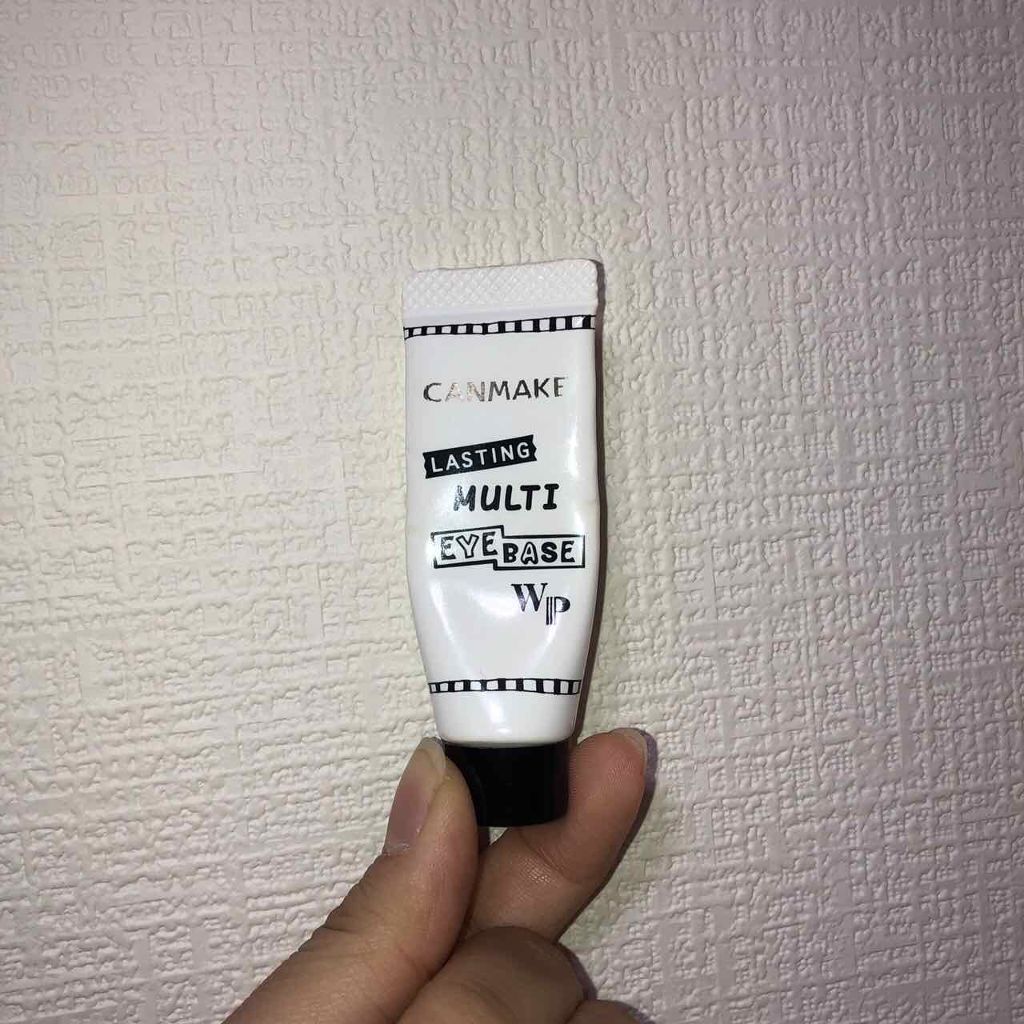 CANMAKE
LASTING
MULTI
EYE BASE
WP